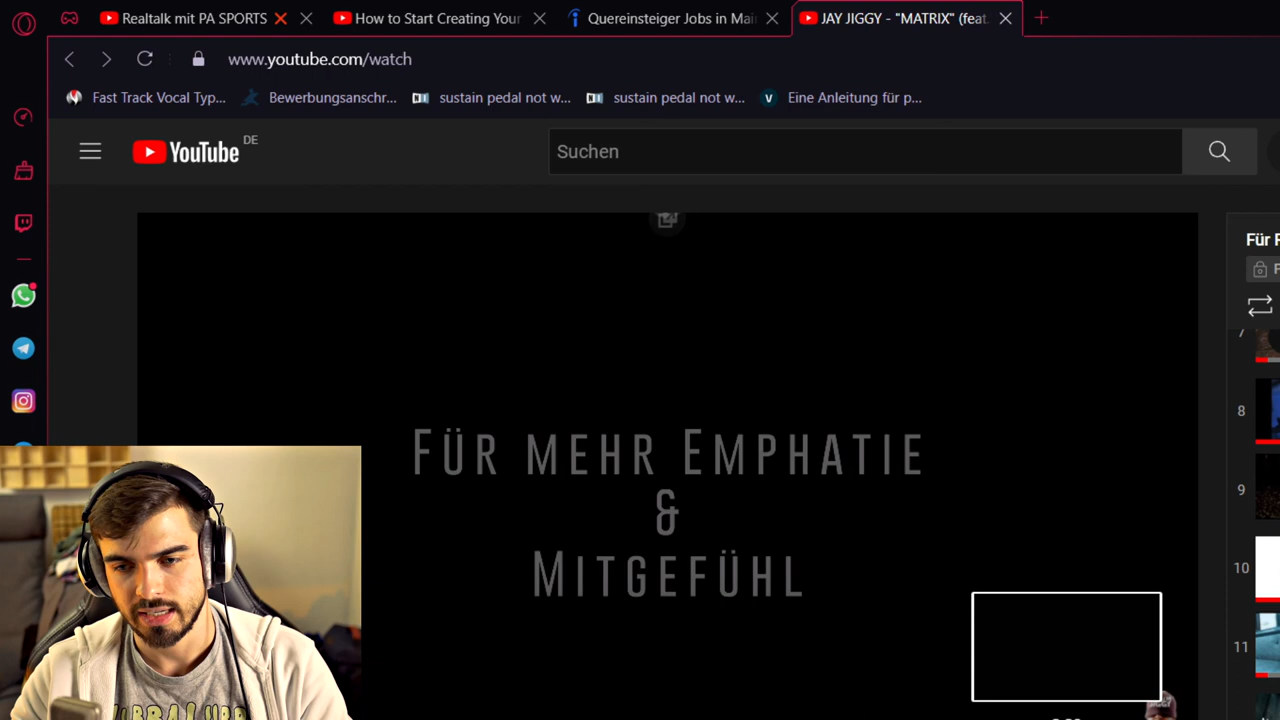 Realtalk mit PA SPORTS
How to Start Creating Your
Quereinsteiger Jobs in Mai
JAY JIGGY - "MATRIX" (feat.
www.youtube.com/watch
Fast Track Vocal Typ...
Bewerbungsanschr...
sustain pedal not w...
sustain pedal not w...
Eine Anleitung für p...
YouTube DE
Suchen
Für
7
8
9
10
11
Für mehr Emphatie
&
Mitgefühl